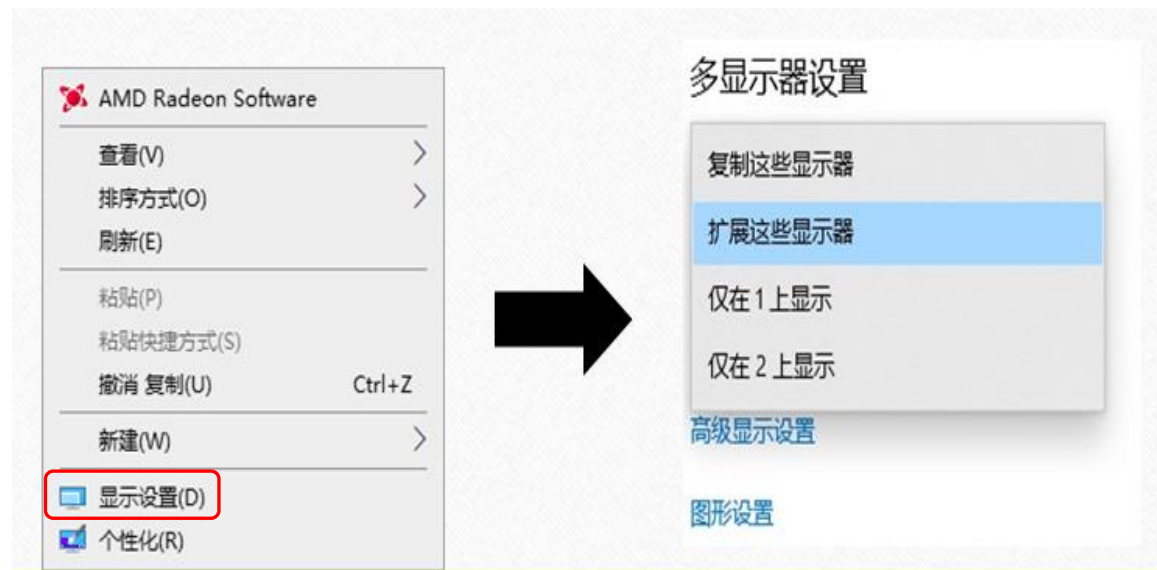 AMD Radeon Software
查看(V)
排序方式(O)
刷新(E)
粘贴(P)
粘贴快捷方式(S)
撤消 复制(U) Ctrl+Z
新建(W)
显示设置(D)
个性化(R)
多显示器设置
复制这些显示器
扩展这些显示器
仅在 1 上显示
仅在 2 上显示
高级显示设置
图形设置